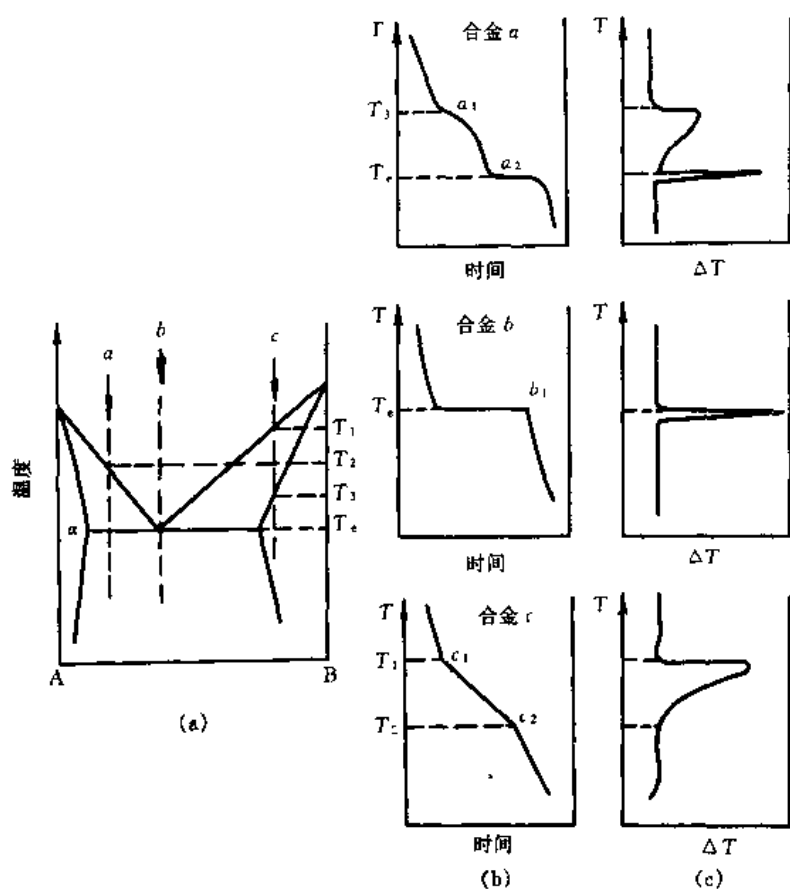 T 合金 a
T₃ a₁
Tₑ a₂
时间
T
ΔT
T 合金 b
Tₑ b₁
时间
T
ΔT
a b c
T₁
T₂
T₃
Tₑ
温度
α
A B
(a)
T 合金 c
T₁ c₁
T₂ c₂
时间
(b)
T
ΔT
(c)